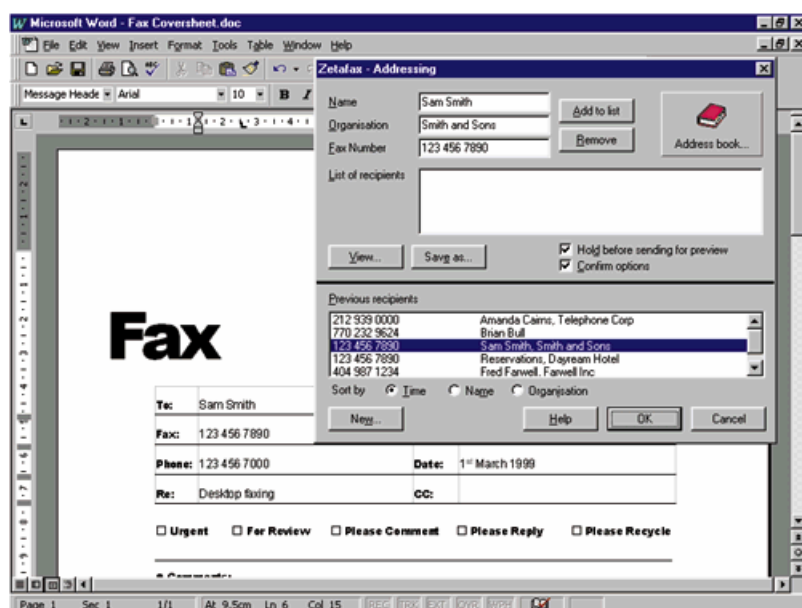 Microsoft Word - Fax Coversheet.doc
File Edit View Insert Format Tools Table Window Help
Message Heade Arial 10 B I
Zetafax - Addressing
Name Sam Smith Add to list
Organisation Smith and Sons
Fax Number 123 456 7890 Remove Address book...
List of recipients
View... Save as... Hold before sending for preview
Confirm options
Previous recipients
212 939 0000 Amanda Cairns, Telephone Corp
770 232 9624 Brian Bull
123 456 7890 Sam Smith, Smith and Sons
123 456 7890 Reservations, Dayream Hotel
404 987 1234 Fred Farwell, Farwell Inc
Sort by Time Name Organisation
New... Help OK Cancel
Fax
To: Sam Smith
Fax: 123 456 7890
Phone: 123 456 7000 Date: 1st March 1999
Re: Desktop faxing CC:
Urgent For Review Please Comment Please Reply Please Recycle
Comments:
Page 1 Sec 1 1/1 At 9.5cm Ln 6 Col 15 REC TRK EXT OVR WPH